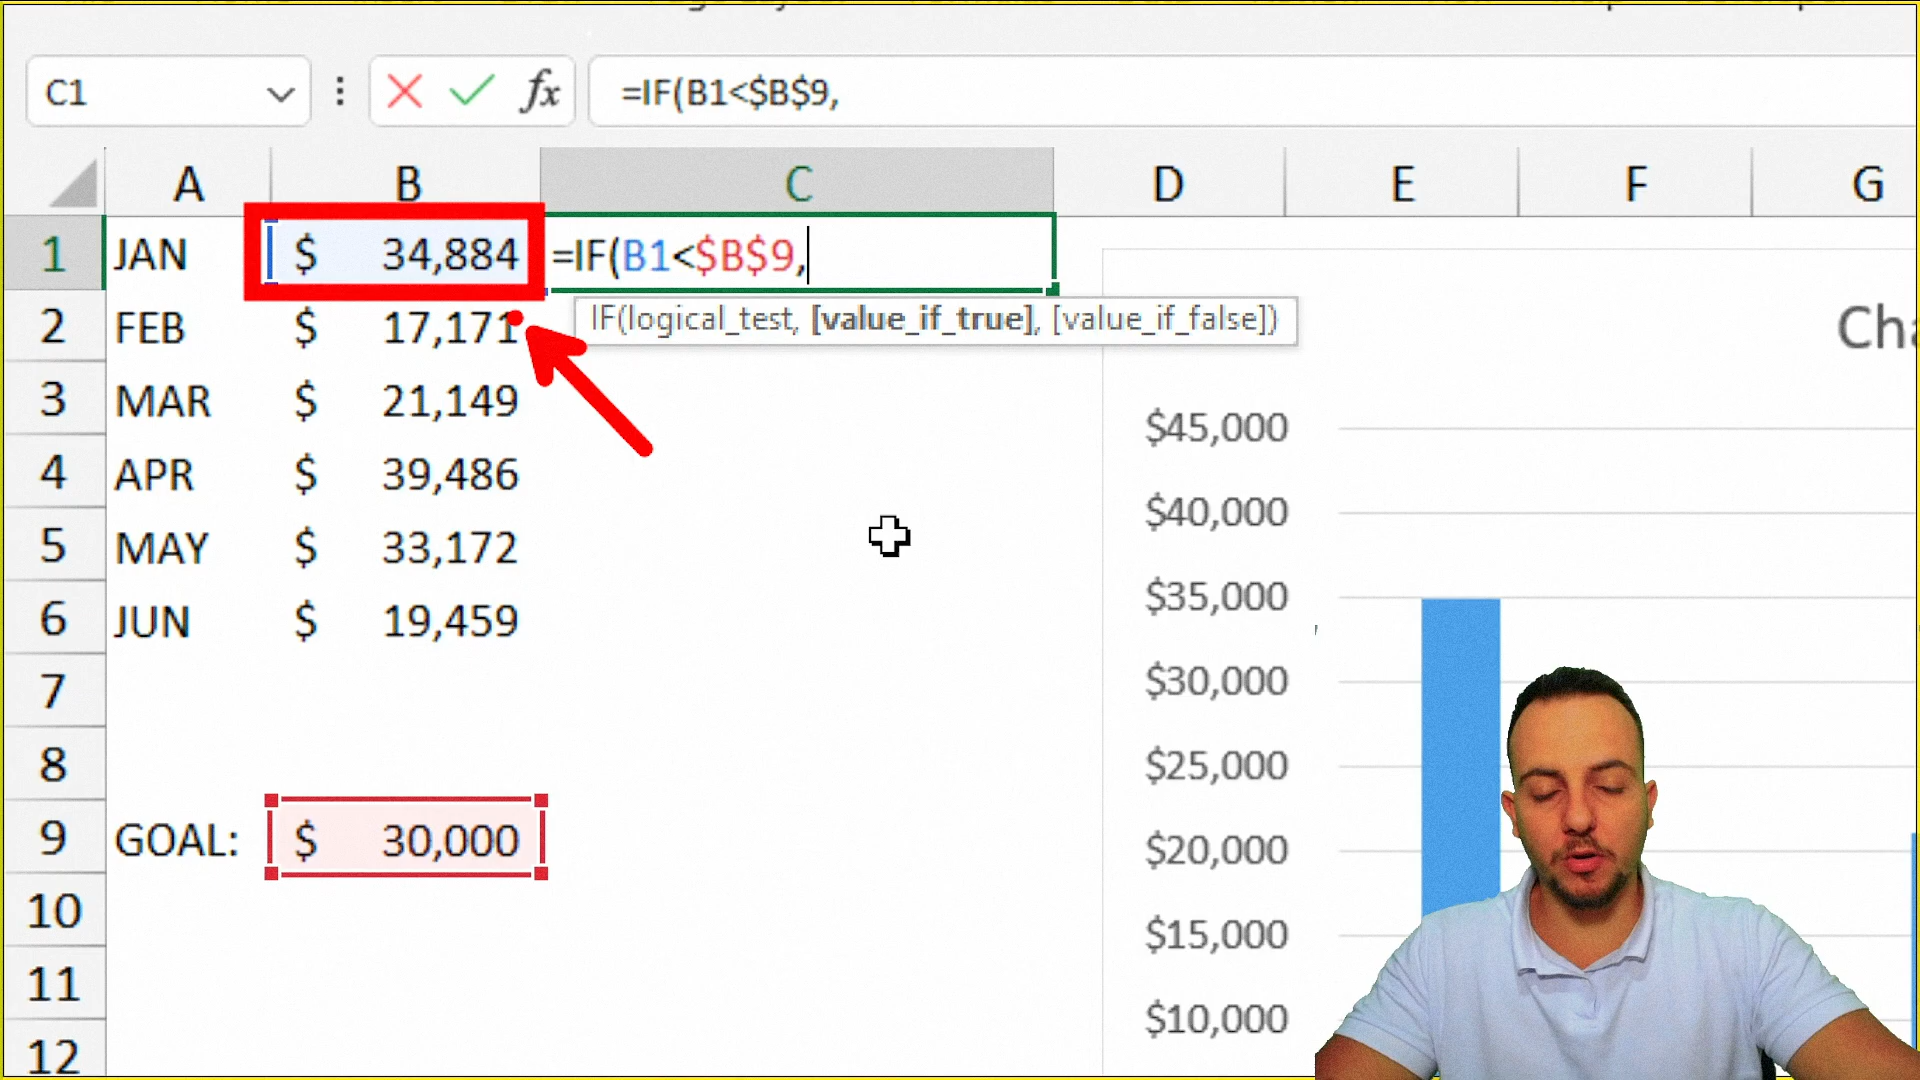 C1
fx
=IF(B1<$B$9,
A B C D E F G
1 JAN $ 34,884 =IF(B1<$B$9,
IF(logical_test, [value_if_true], [value_if_false])
2 FEB $ 17,171
3 MAR $ 21,149
4 APR $ 39,486
5 MAY $ 33,172
6 JUN $ 19,459
7
8
9 GOAL: $ 30,000
10
11
12
$45,000
$40,000
$35,000
$30,000
$25,000
$20,000
$15,000
$10,000